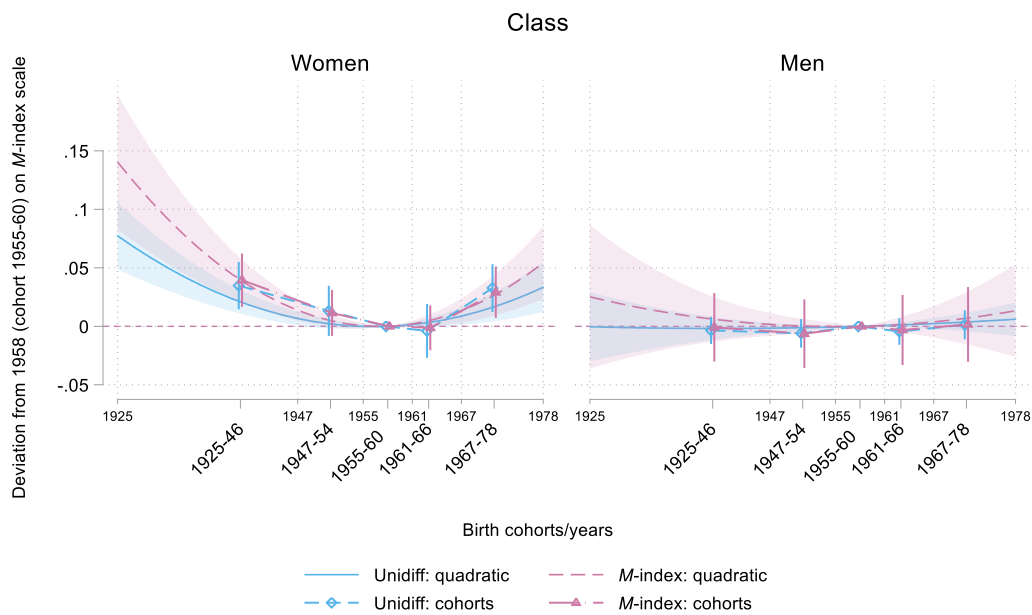 Class
Women
Men
Deviation from 1958 (cohort 1955-60) on M-index scale
.15
.1
.05
0
-.05
1925 1947 1955 1961 1967 1978
1925-46 1947-54 1955-60 1961-66 1967-78
1925 1947 1955 1961 1967 1978
1925-46 1947-54 1955-60 1961-66 1967-78
Birth cohorts/years
Unidiff: quadratic M-index: quadratic
Unidiff: cohorts M-index: cohorts